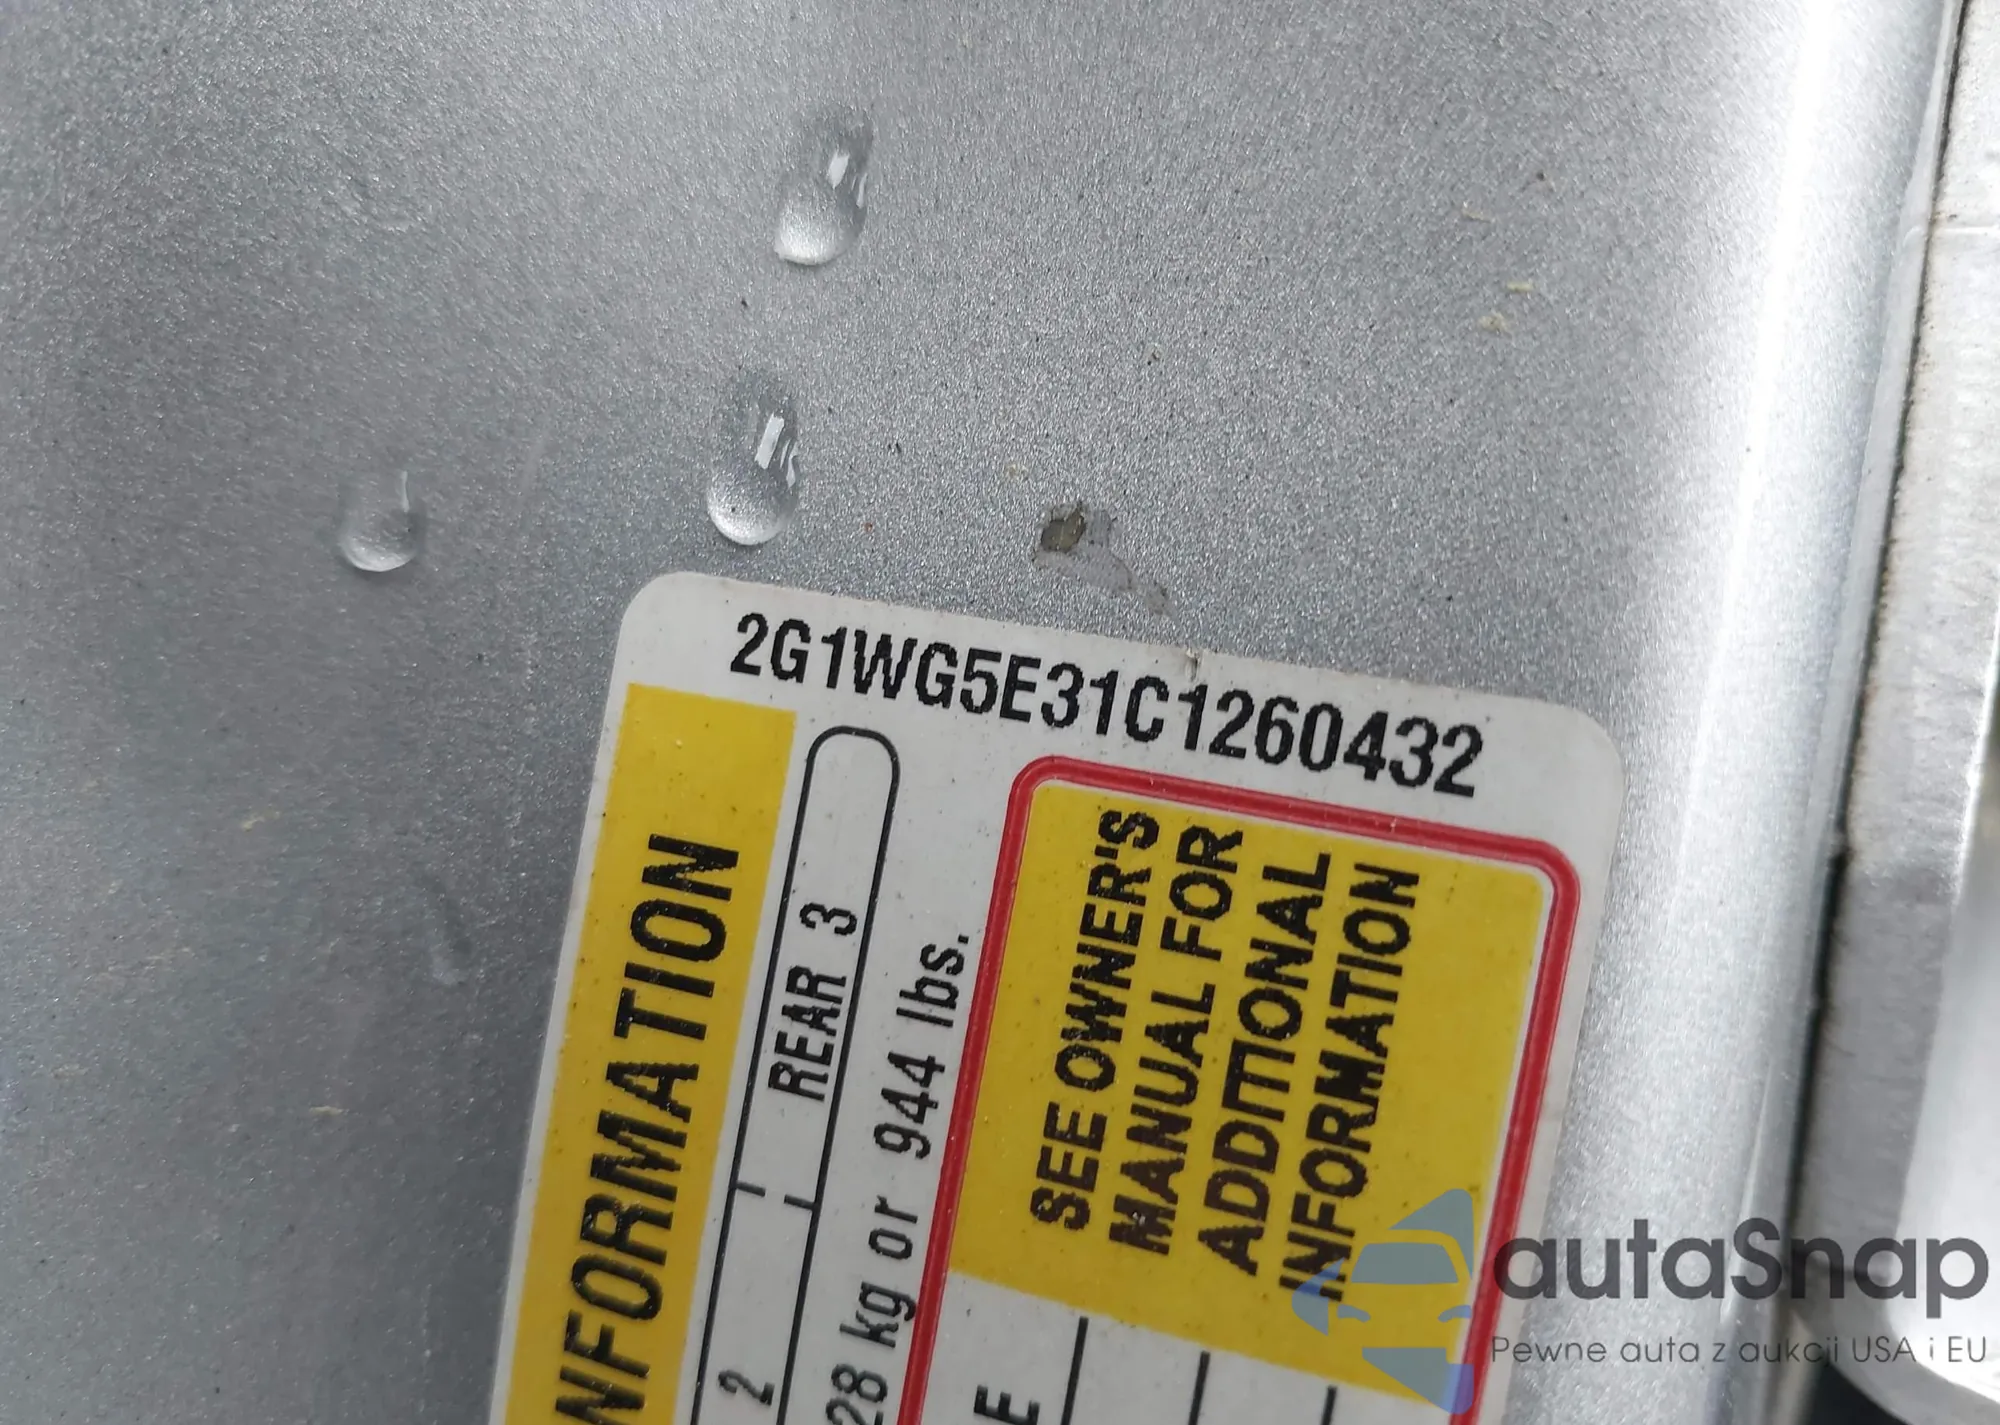 2G1WG5E31C1260432
NFORMATION
2
REAR 3
28 kg or 944 lbs.
SEE OWNER'S
MANUAL FOR
ADDITIONAL
INFORMATION
E
autaSnap
Pewne auta z aukcji USA i EU